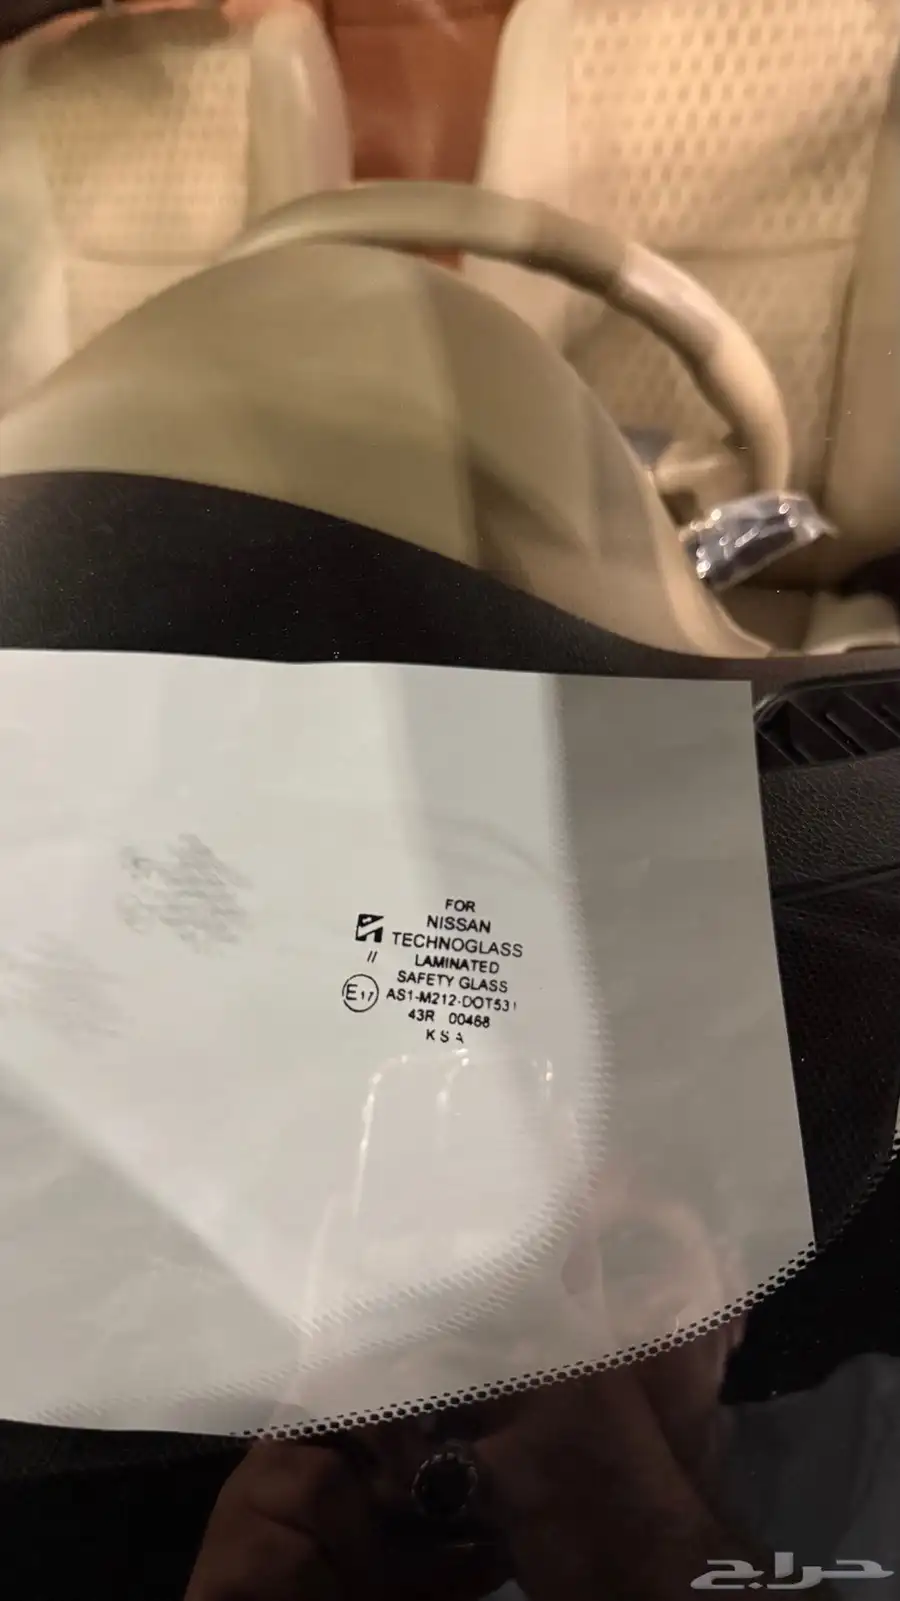 FOR
NISSAN
TECHNOGLASS
//
LAMINATED
SAFETY GLASS
E17 AS1-M212-DOT531
43R 00468
KSA
حراج